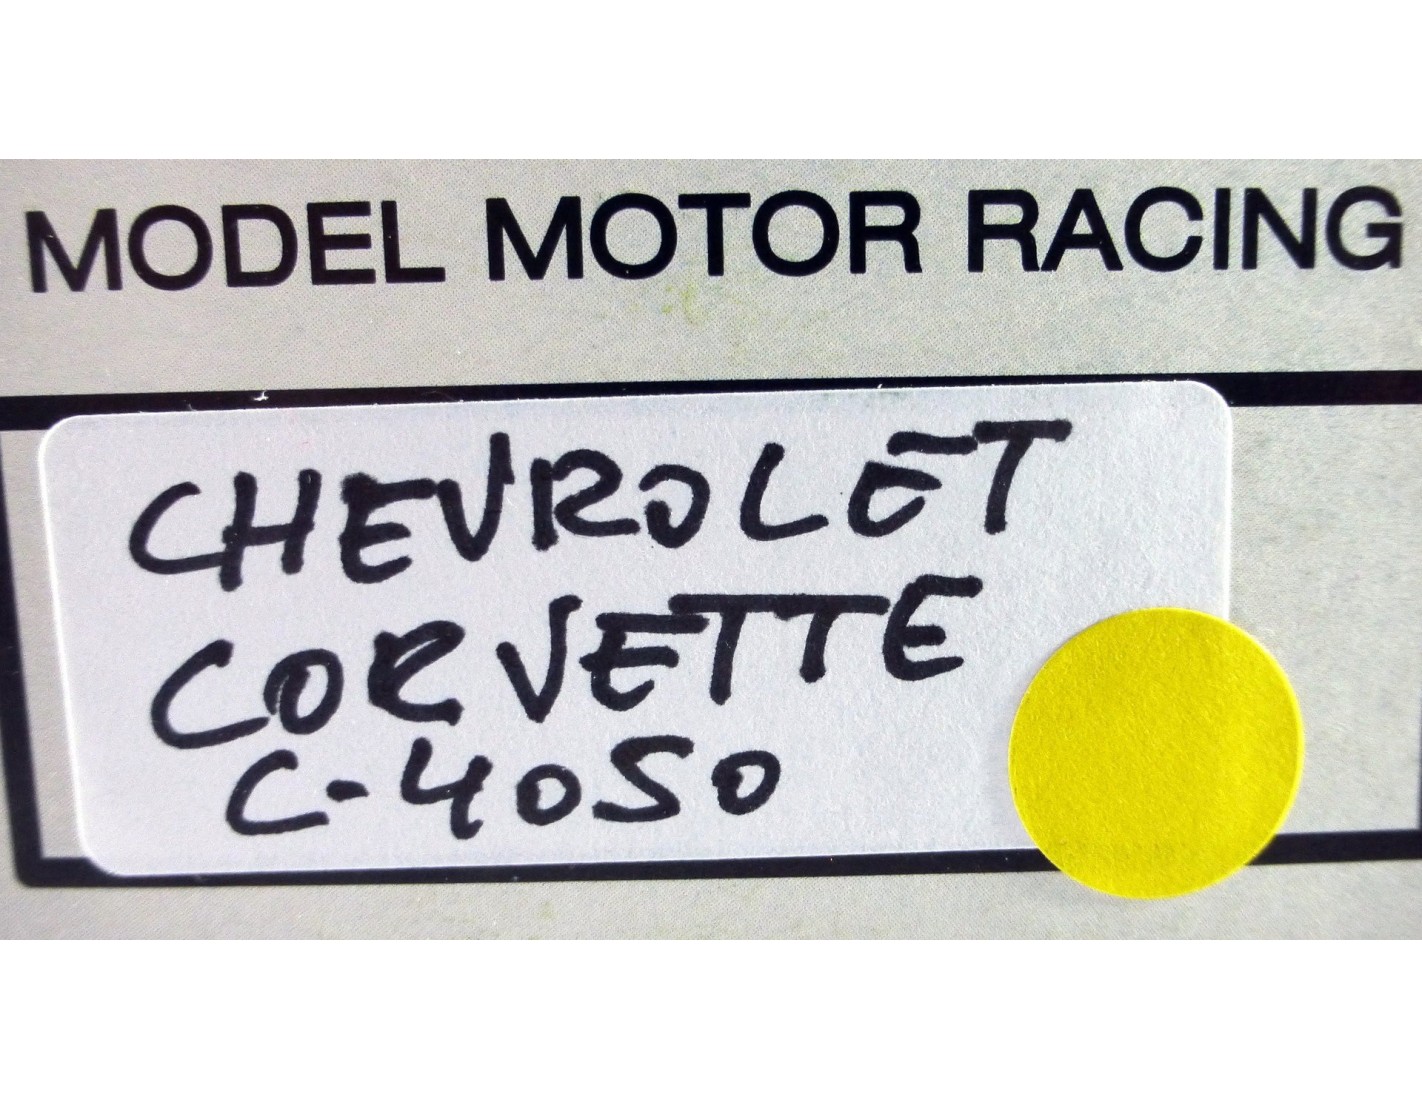 MODEL MOTOR RACING
CHEVROLET
CORVETTE
C-4050